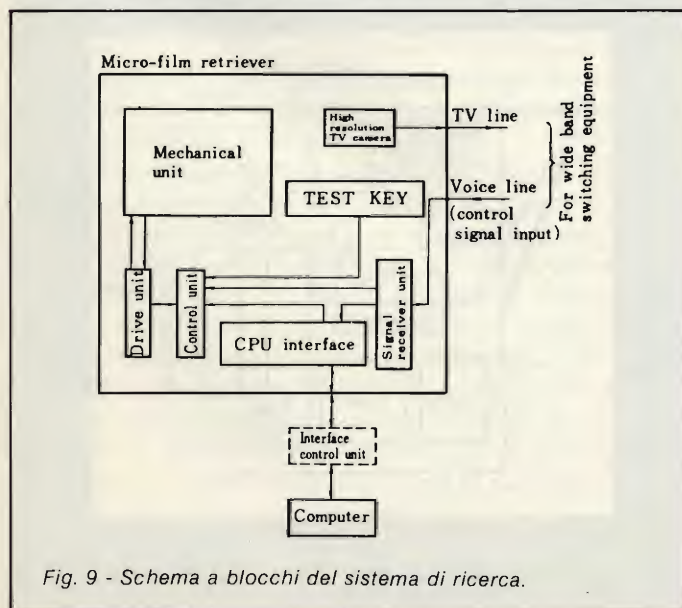 Micro-film retriever
High
resolution
TV camera
TV line
Mechanical
unit
TEST KEY
Voice line
(control
signal input)
For wide band
switching equipment
Drive unit
Control unit
CPU interface
Signal
receiver unit
Interface
control unit
Computer
Fig. 9 - Schema a blocchi del sistema di ricerca.